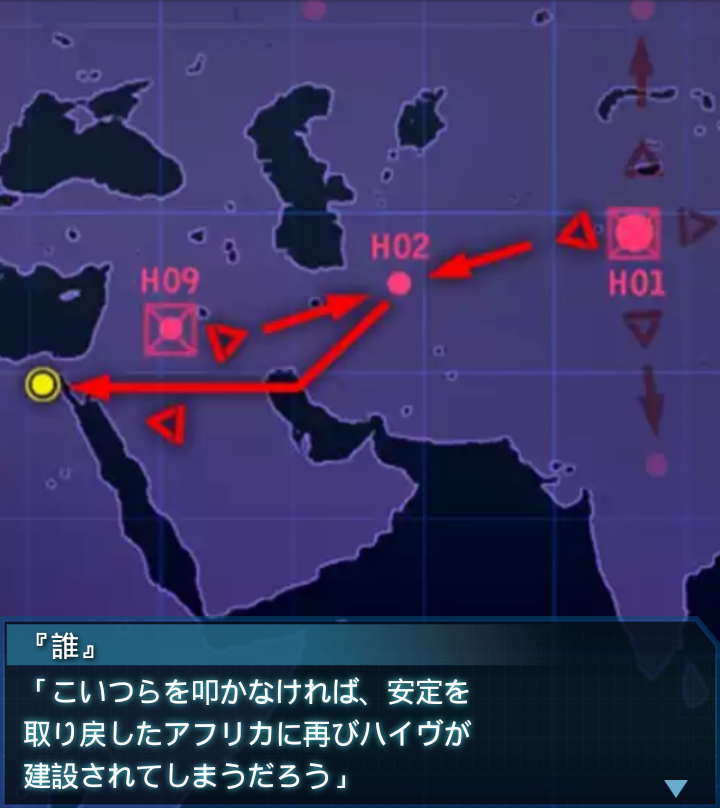 H02
H09
H01
『誰』
「こいつらを叩かなければ、安定を
取り戻したアフリカに再びハイヴが
建設されてしまうだろう」